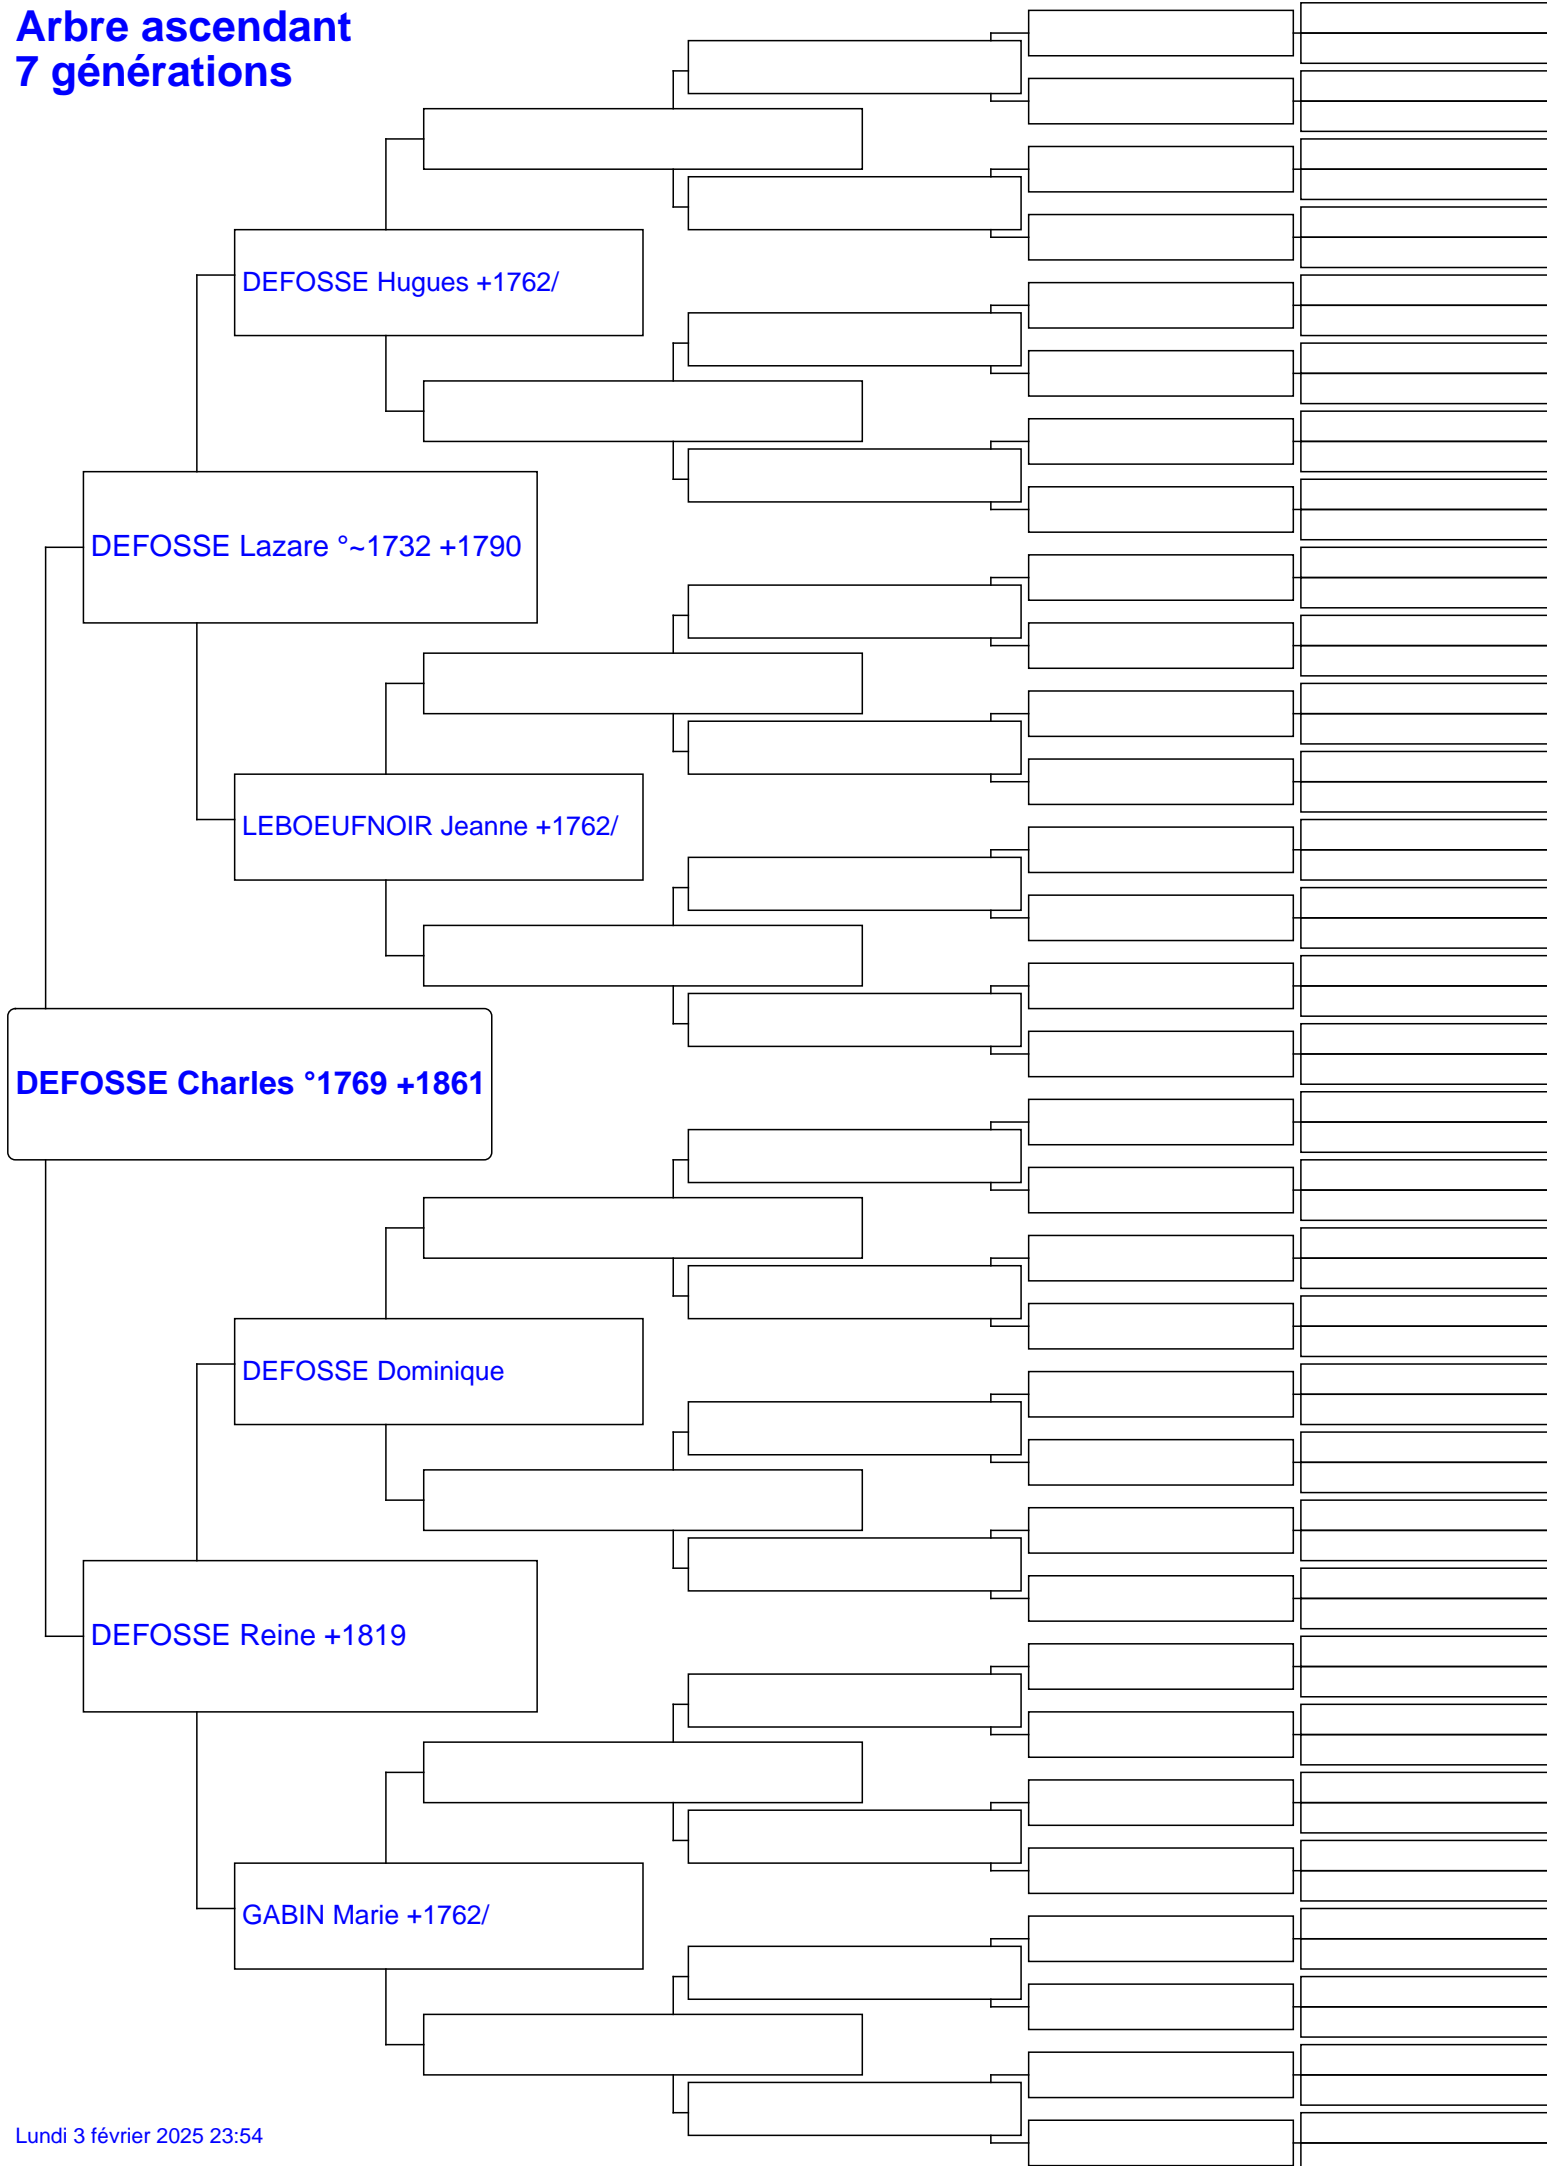 Arbre ascendant
7 générations
DEFOSSE Hugues +1762/
DEFOSSE Lazare °~1732 +1790
LEBOEUFNOIR Jeanne +1762/
DEFOSSE Charles °1769 +1861
DEFOSSE Dominique
DEFOSSE Reine +1819
GABIN Marie +1762/
Lundi 3 février 2025 23:54